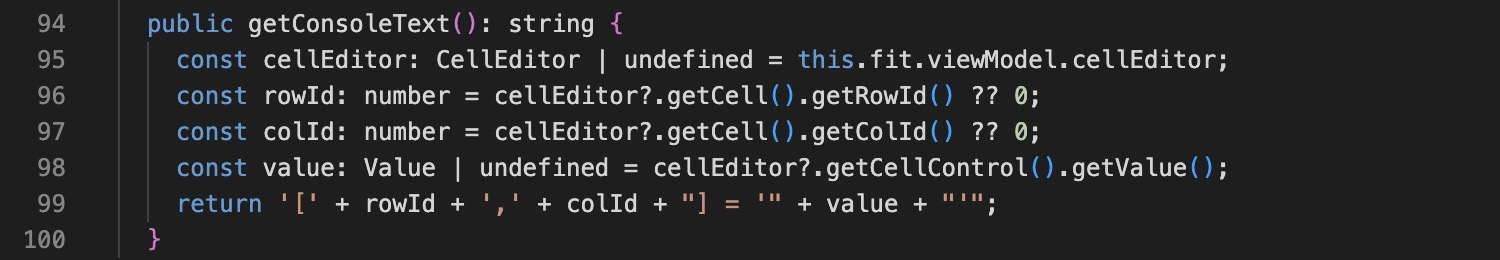 94 public getConsoleText(): string {
95 const cellEditor: CellEditor | undefined = this.fit.viewModel.cellEditor;
96 const rowId: number = cellEditor?.getCell().getRowId() ?? 0;
97 const colId: number = cellEditor?.getCell().getColId() ?? 0;
98 const value: Value | undefined = cellEditor?.getCellControl().getValue();
99 return '[' + rowId + ',' + colId + "] = '" + value + "'";
100 }